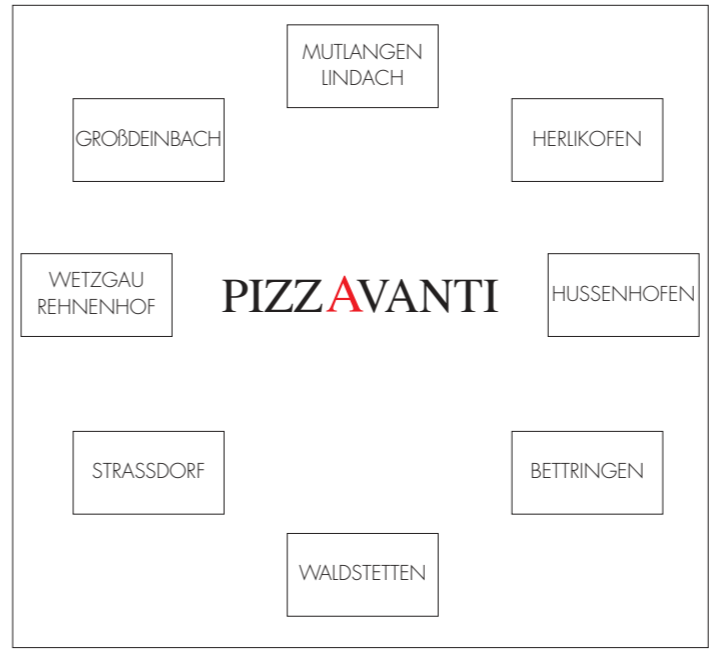 MUTLANGEN
LINDACH
GROßDEINBACH
HERLIKOFEN
WETZGAU
REHNENHOF
PIZZAVANTI
HUSSENHOFEN
STRASSDORF
BETTRINGEN
WALDSTETTEN